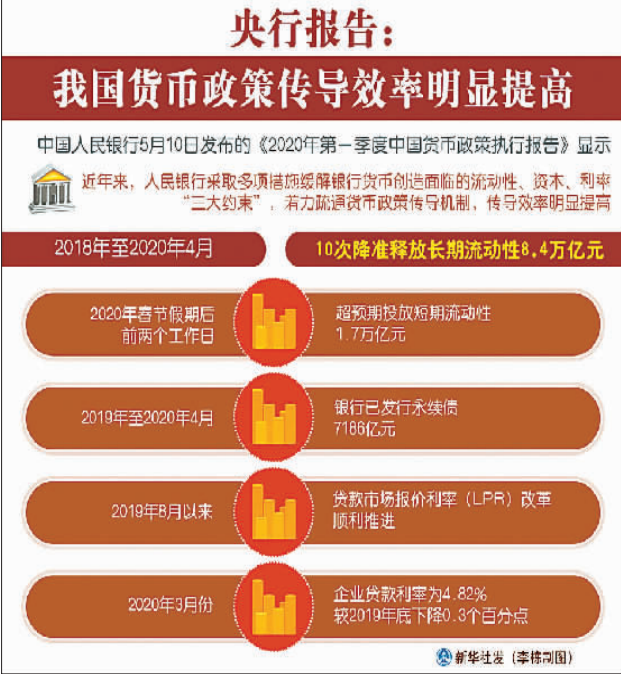 央行报告：
我国货币政策传导效率明显提高
中国人民银行5月10日发布的《2020年第一季度中国货币政策执行报告》显示
近年来，人民银行采取多项措施缓解银行货币创造面临的流动性、资本、利率
“三大约束”，着力疏通货币政策传导机制，传导效率明显提高
2018年至2020年4月
10次降准释放长期流动性8.4万亿元
2020年春节假期后
前两个工作日
超预期投放短期流动性
1.7万亿元
2019年至2020年4月
银行已发行永续债
7186亿元
2019年8月以来
贷款市场报价利率（LPR）改革
顺利推进
2020年3月份
企业贷款利率为4.82%
较2019年底下降0.3个百分点
新华社发（李栋制图）